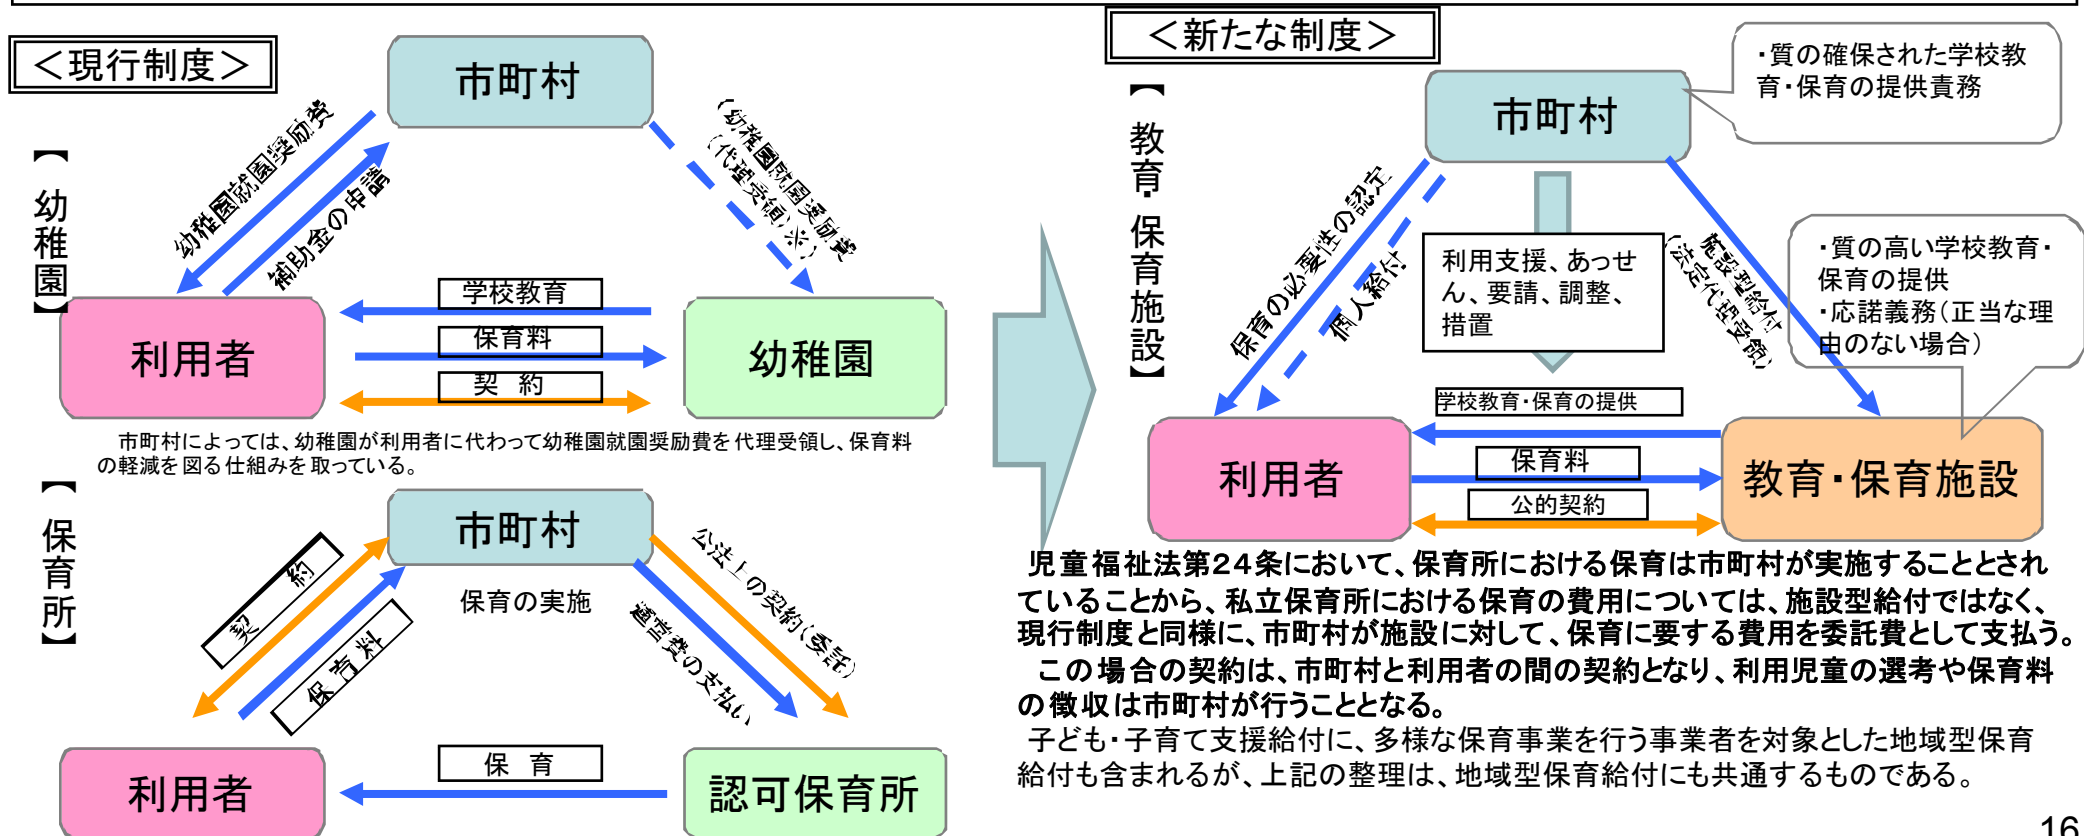 ＜現行制度＞
【幼稚園】
市町村
幼稚園就園奨励費
補助金の申請
（幼稚園就園奨励費
（代理受領）※）
学校教育
保育料
契　約
利用者
幼稚園
市町村によっては、幼稚園が利用者に代わって幼稚園就園奨励費を代理受領し、保育料
の軽減を図る仕組みを取っている。
【保育所】
市町村
保育の実施
契　約
保育料
公法上の契約（委託）
運営費の支払い
保　育
利用者
認可保育所
＜新たな制度＞
【教育・保育施設】
市町村
・質の確保された学校教
育・保育の提供責務
保育の必要性の認定
個人給付
利用支援、あっせ
ん、要請、調整、
措置
施設型給付
（法定代理受領）
・質の高い学校教育・
保育の提供
・応諾義務（正当な理
由のない場合）
学校教育・保育の提供
保育料
公的契約
利用者
教育・保育施設
児童福祉法第２４条において、保育所における保育は市町村が実施することとされ
ていることから、私立保育所における保育の費用については、施設型給付ではなく、
現行制度と同様に、市町村が施設に対して、保育に要する費用を委託費として支払う。
この場合の契約は、市町村と利用者の間の契約となり、利用児童の選考や保育料
の徴収は市町村が行うこととなる。
子ども・子育て支援給付に、多様な保育事業を行う事業者を対象とした地域型保育
給付も含まれるが、上記の整理は、地域型保育給付にも共通するものである。
16